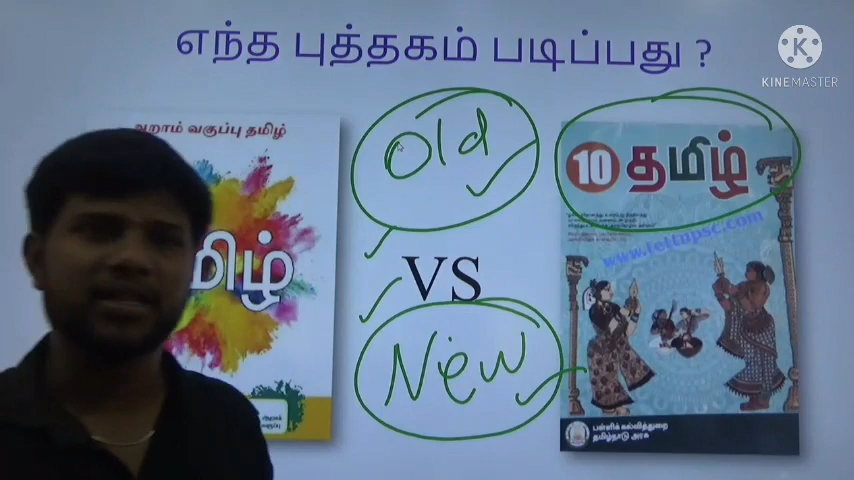 எந்த புத்தகம் படிப்பது ?
KINEMASTER
ஆறாம் வகுப்பு தமிழ்
மிழ்
Old
VS
New
10 தமிழ்
www.tettnpsc.com
பள்ளிக் கல்வித்துறை
தமிழ்நாடு அரசு